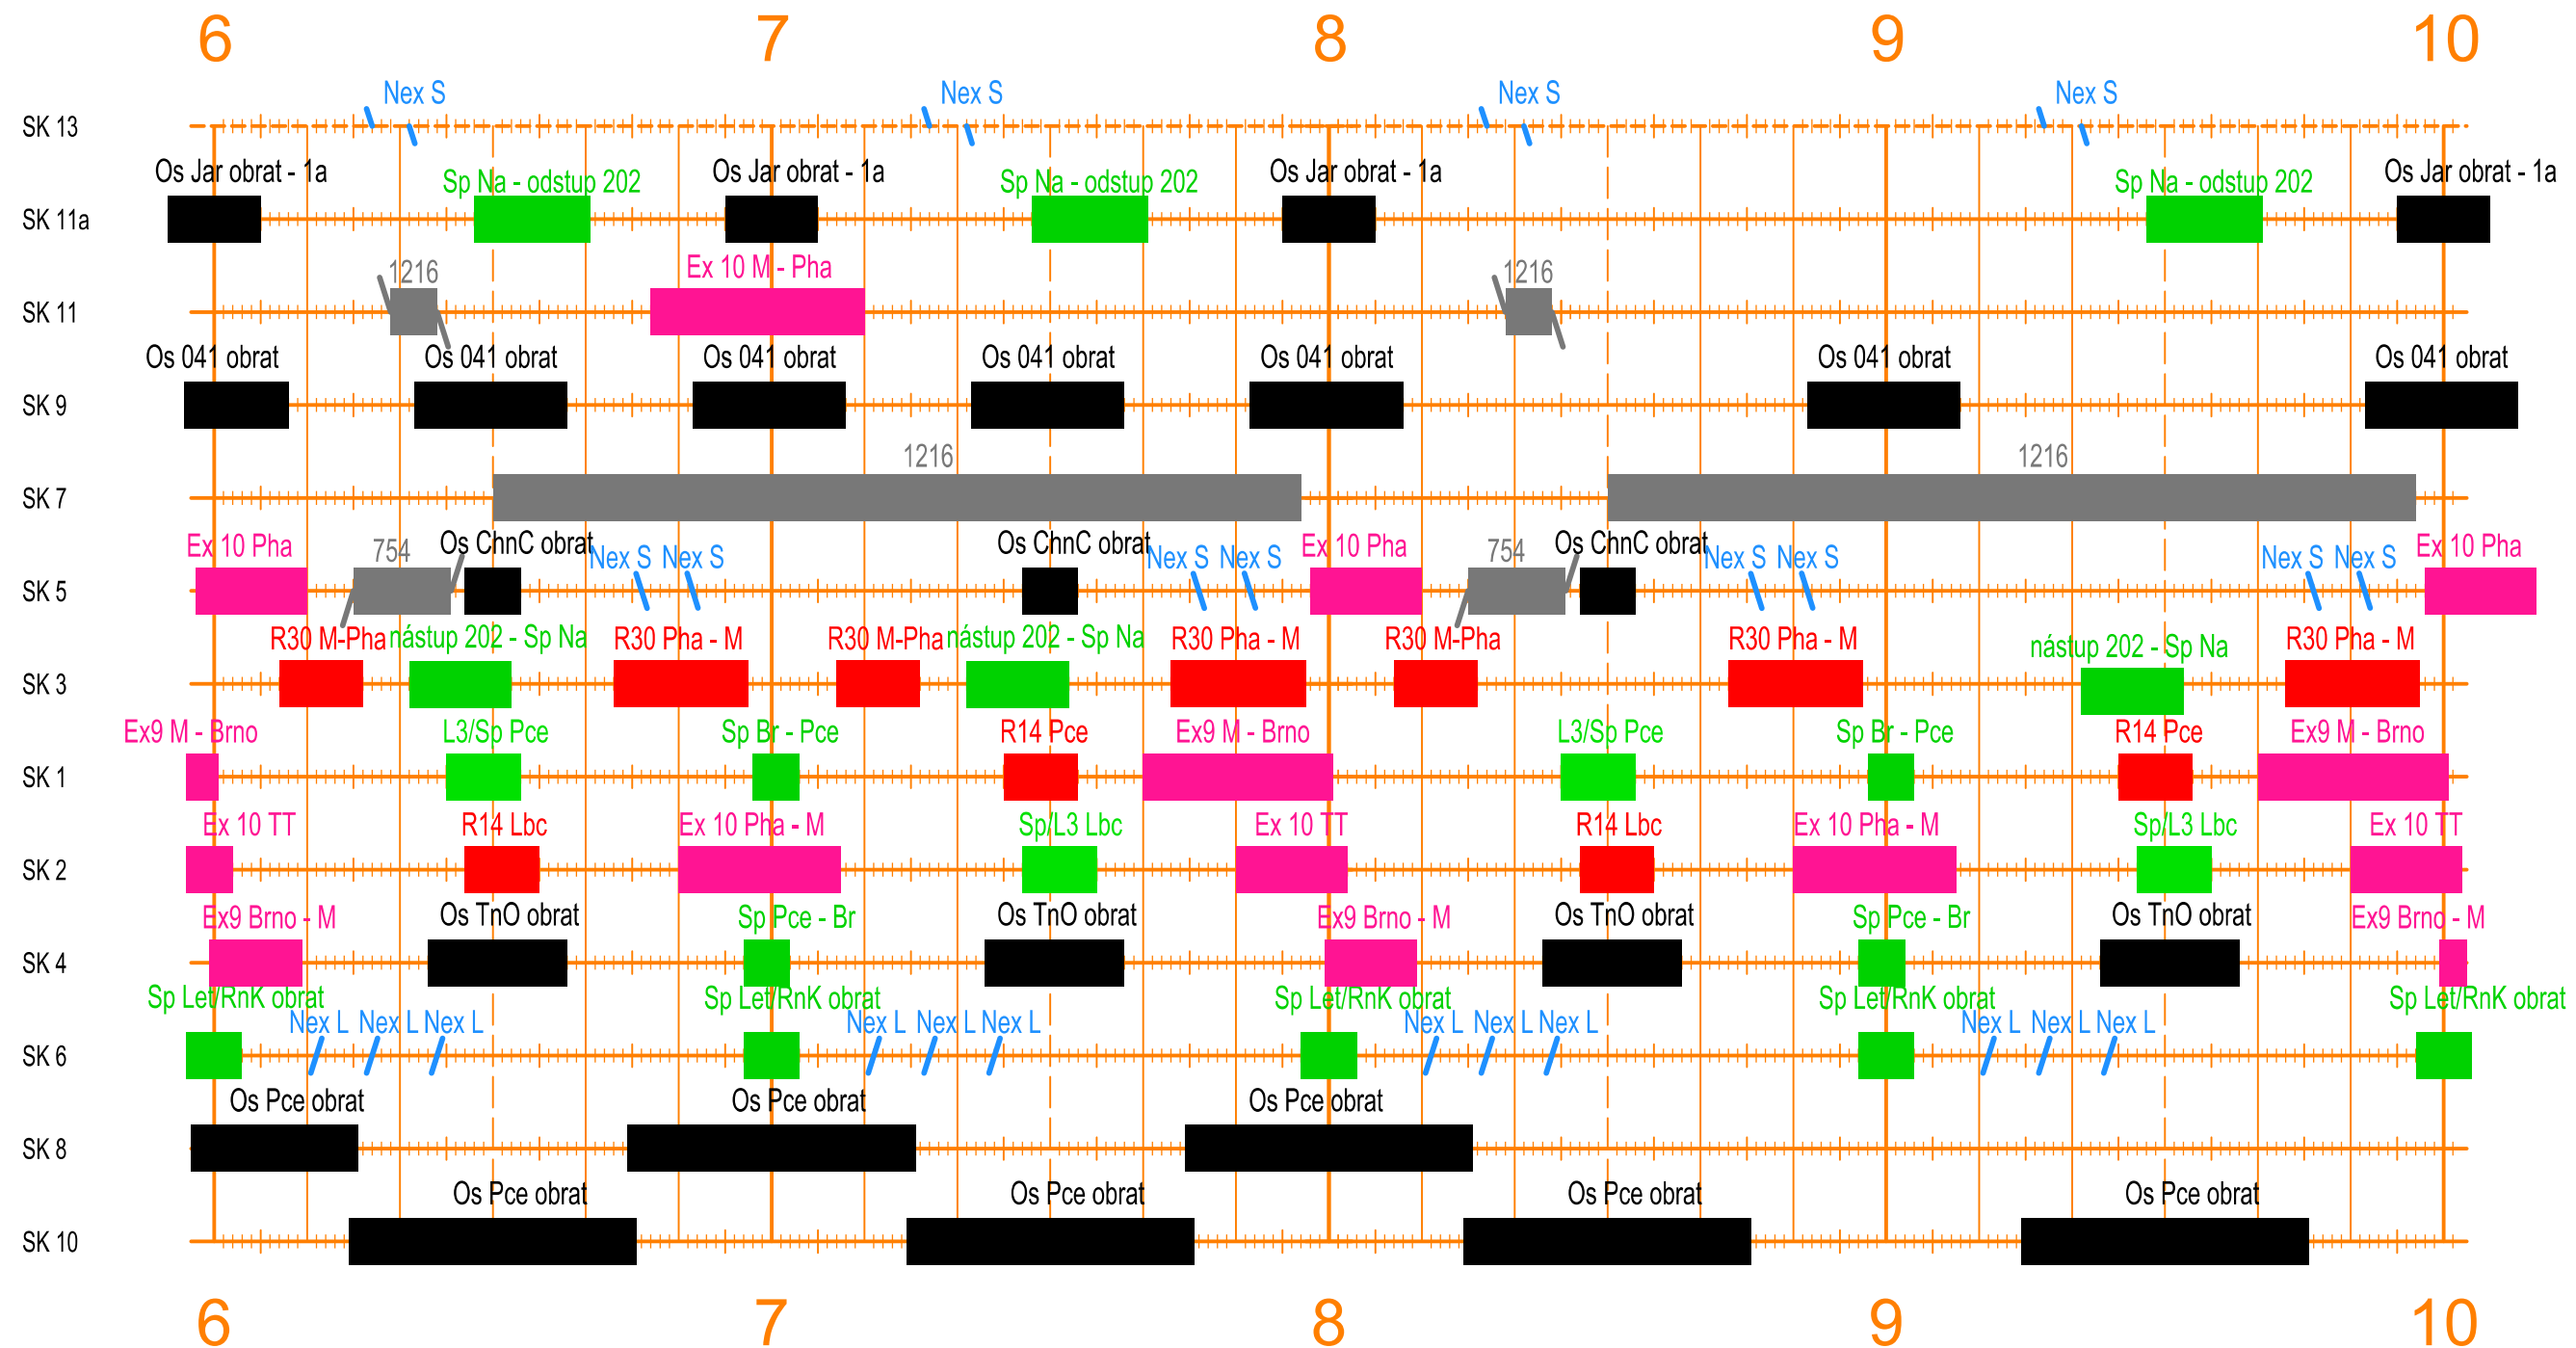 6 7 8 9 10
Nex S Nex S Nex S Nex S
SK 13
Os Jar obrat - 1a Sp Na - odstup 202 Os Jar obrat - 1a Sp Na - odstup 202 Os Jar obrat - 1a Sp Na - odstup 202 Os Jar obrat - 1a
SK 11a
1216 Ex 10 M - Pha 1216
SK 11
Os 041 obrat Os 041 obrat Os 041 obrat Os 041 obrat Os 041 obrat Os 041 obrat Os 041 obrat
SK 9
1216 1216
SK 7
Ex 10 Pha 754 Os ChnC obrat Nex S Nex S Os ChnC obrat Nex S Nex S Ex 10 Pha 754 Os ChnC obrat Nex S Nex S Nex S Nex S Ex 10 Pha
SK 5
R30 M-Pha nástup 202 - Sp Na R30 Pha - M R30 M-Pha nástup 202 - Sp Na R30 Pha - M R30 M-Pha R30 Pha - M nástup 202 - Sp Na R30 Pha - M
SK 3
Ex9 M - Brno L3/Sp Pce Sp Br - Pce R14 Pce Ex9 M - Brno L3/Sp Pce Sp Br - Pce R14 Pce Ex9 M - Brno
SK 1
Ex 10 TT R14 Lbc Ex 10 Pha - M Sp/L3 Lbc Ex 10 TT R14 Lbc Ex 10 Pha - M Sp/L3 Lbc Ex 10 TT
SK 2
Ex9 Brno - M Os TnO obrat Sp Pce - Br Os TnO obrat Ex9 Brno - M Os TnO obrat Sp Pce - Br Os TnO obrat Ex9 Brno - M
SK 4
Sp Let/RnK obrat Nex L Nex L Nex L Sp Let/RnK obrat Nex L Nex L Nex L Sp Let/RnK obrat Nex L Nex L Nex L Sp Let/RnK obrat Nex L Nex L Nex L Sp Let/RnK obrat
SK 6
Os Pce obrat Os Pce obrat Os Pce obrat
SK 8
Os Pce obrat Os Pce obrat Os Pce obrat Os Pce obrat
SK 10
6 7 8 9 10